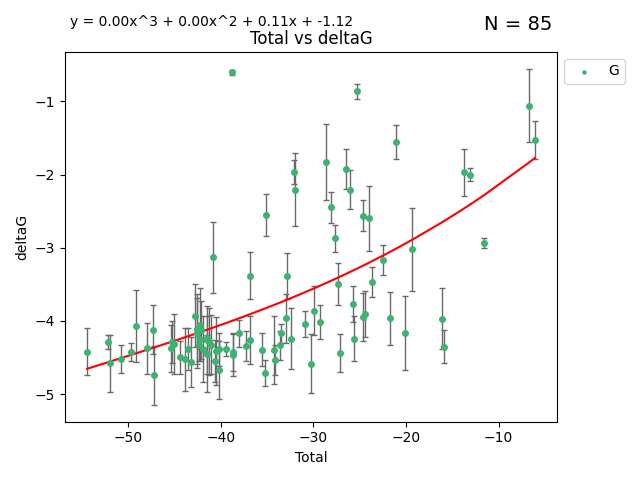 y = 0.00x^3 + 0.00x^2 + 0.11x + -1.12
N = 85
Total vs deltaG
G
deltaG
−1
−2
−3
−4
−5
−50
−40
−30
−20
−10
Total